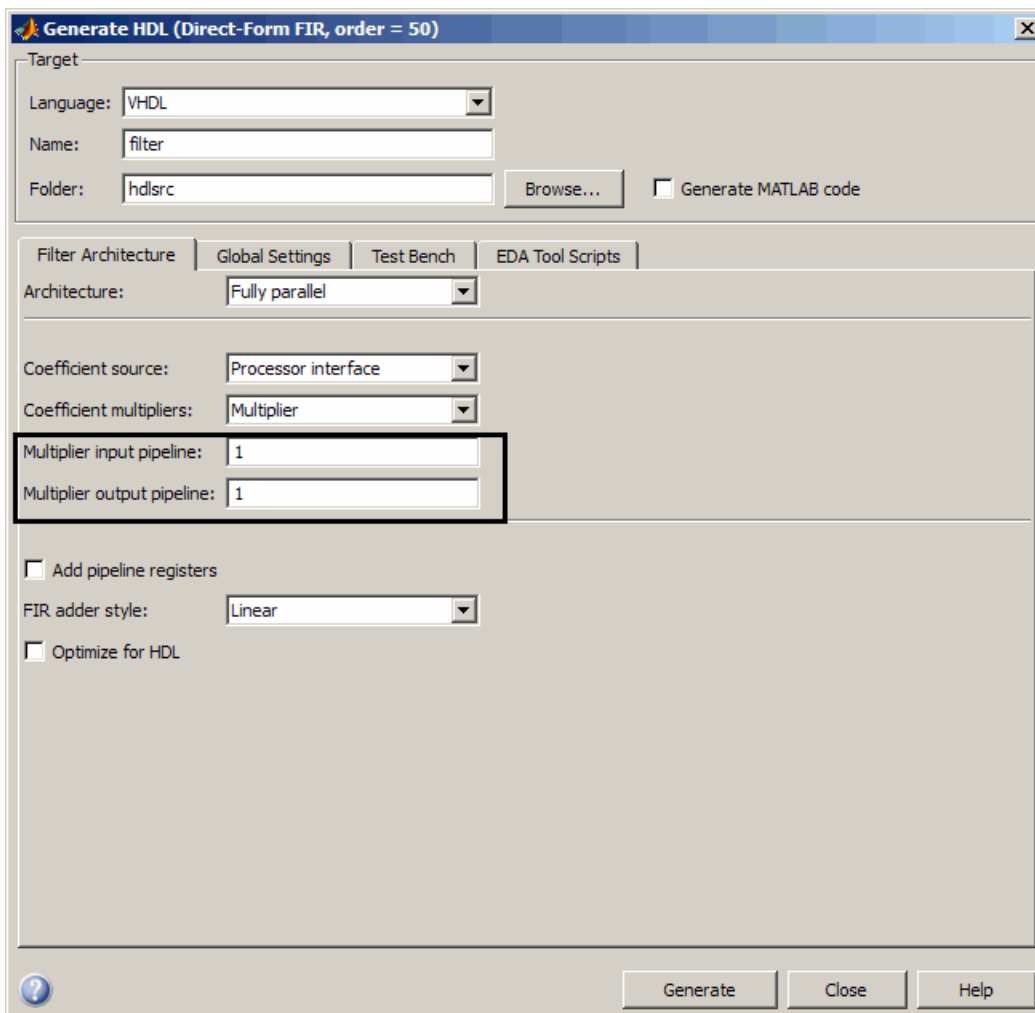 Generate HDL (Direct-Form FIR, order = 50)
Target
Language: VHDL
Name: filter
Folder: hdlsrc Browse... Generate MATLAB code
Filter Architecture Global Settings Test Bench EDA Tool Scripts
Architecture: Fully parallel
Coefficient source: Processor interface
Coefficient multipliers: Multiplier
Multiplier input pipeline: 1
Multiplier output pipeline: 1
Add pipeline registers
FIR adder style: Linear
Optimize for HDL
? Generate Close Help